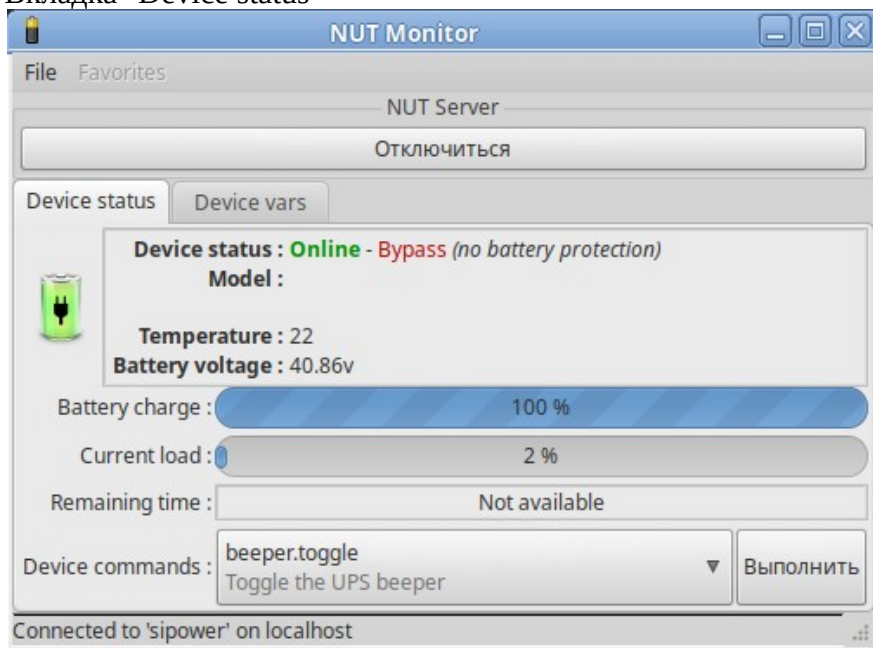 Вкладка "Device status"
NUT Monitor
File Favorites
NUT Server
Отключиться
Device status Device vars
Device status : Online - Bypass (no battery protection)
Model :
Temperature : 22
Battery voltage : 40.86v
Battery charge : 100 %
Current load : 2 %
Remaining time : Not available
Device commands : beeper.toggle
Toggle the UPS beeper
Выполнить
Connected to 'sipower' on localhost